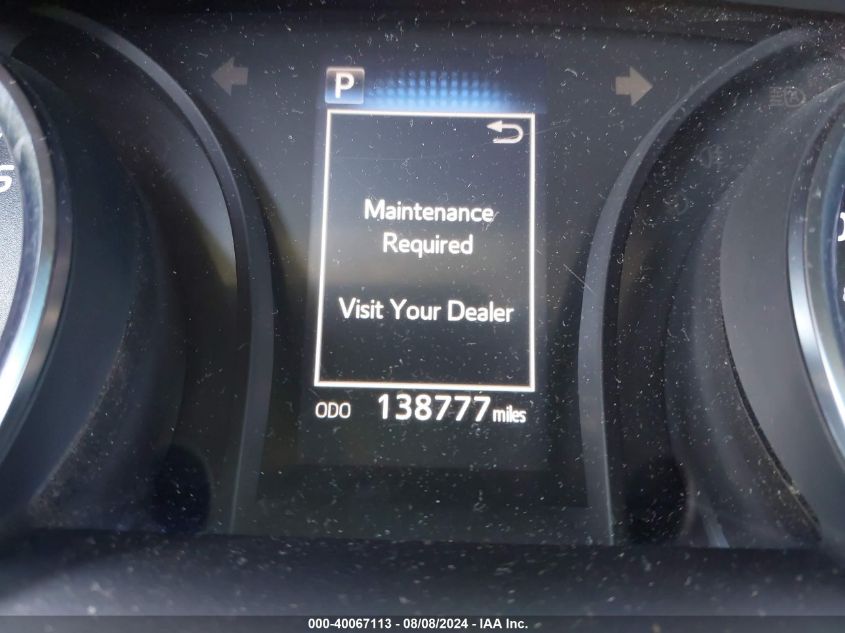 P
Maintenance
Required
Visit Your Dealer
ODO 138777 miles
000-40067113 - 08/08/2024 - IAA Inc.